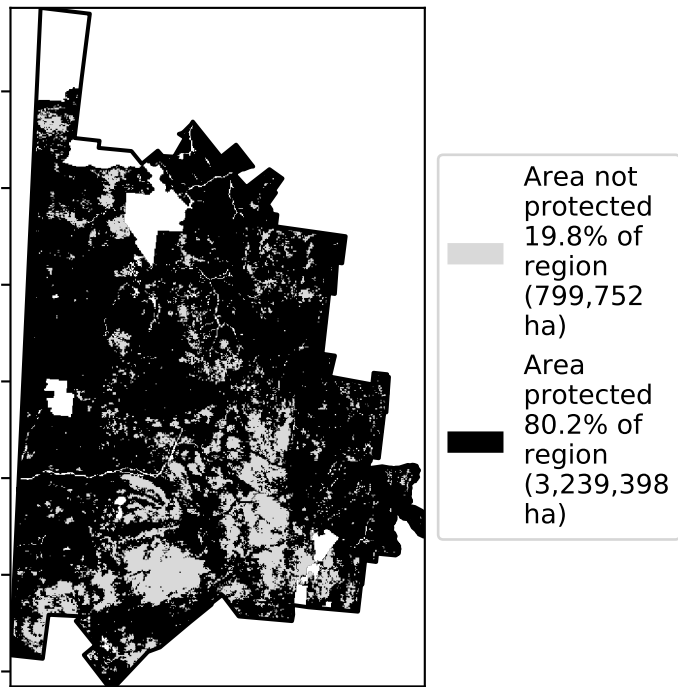 Area not
protected
19.8% of
region
(799,752
ha)
Area
protected
80.2% of
region
(3,239,398
ha)